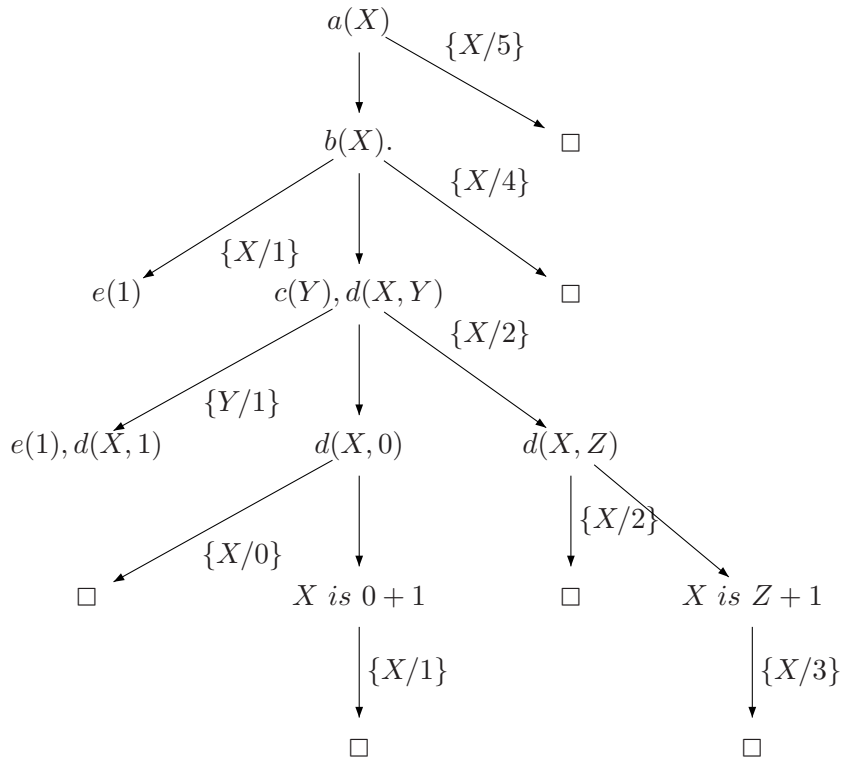 a(X)
{X/5}
b(X).
{X/4}
{X/1}
e(1)
c(Y), d(X, Y)
{X/2}
{Y/1}
e(1), d(X, 1)
d(X, 0)
d(X, Z)
{X/2}
{X/0}
X is 0 + 1
X is Z + 1
{X/1}
{X/3}